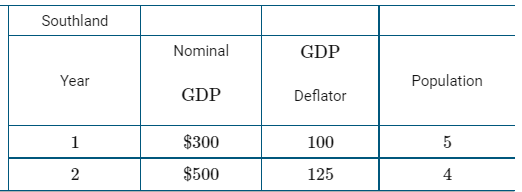 Southland
Year Nominal GDP GDP Deflator Population
1 $300 100 5
2 $500 125 4